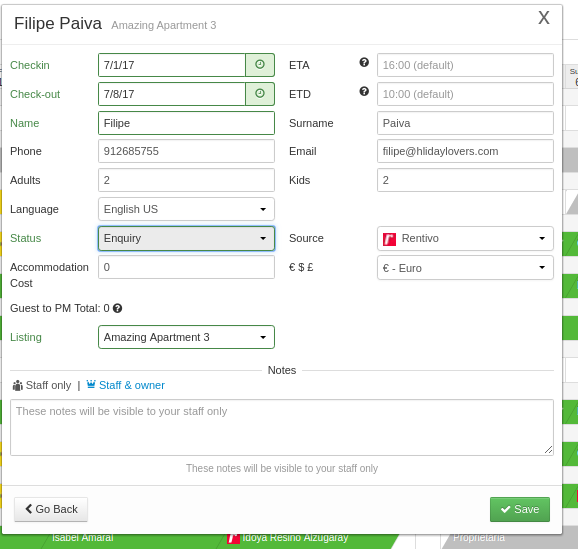 Filipe Paiva Amazing Apartment 3 X
Checkin 7/1/17 ETA ? 16:00 (default)
Check-out 7/8/17 ETD ? 10:00 (default)
Name Filipe Surname Paiva
Phone 912685755 Email filipe@hlidaylovers.com
Adults 2 Kids 2
Language English US
Status Enquiry Source Rentivo
Accommodation Cost 0 € $ £ € - Euro
Guest to PM Total: 0 ?
Listing Amazing Apartment 3
Notes
Staff only | Staff & owner
These notes will be visible to your staff only
These notes will be visible to your staff only
Go Back Save
Isabel Amaral Idoya Resino Alzugaray Proprietária